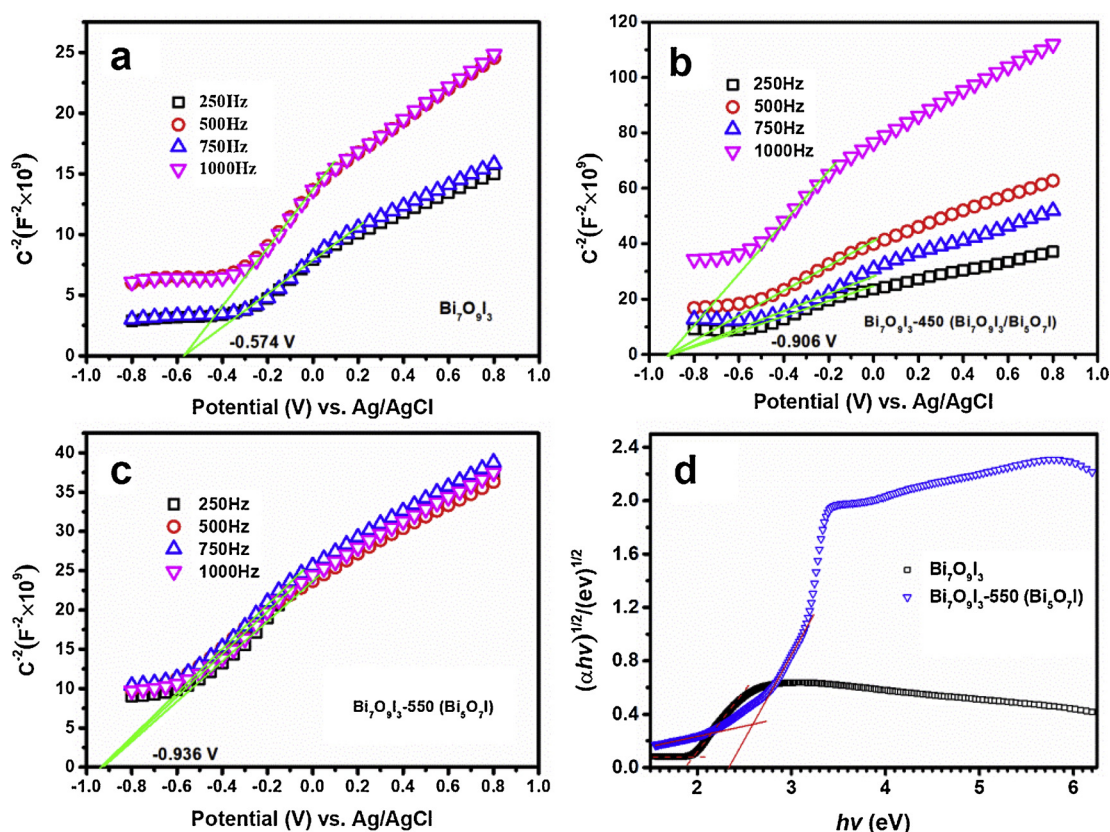 a
C⁻²(F⁻²×10⁹)
25
20
15
10
5
0
250Hz
500Hz
750Hz
1000Hz
Bi₇O₉I₃
-0.574 V
-1.0 -0.8 -0.6 -0.4 -0.2 0.0 0.2 0.4 0.6 0.8 1.0
Potential (V) vs. Ag/AgCl
b
C⁻²(F⁻²×10⁹)
120
100
80
60
40
20
0
250Hz
500Hz
750Hz
1000Hz
Bi₇O₉I₃-450 (Bi₇O₉I₃/Bi₅O₇I)
-0.906 V
-1.0 -0.8 -0.6 -0.4 -0.2 0.0 0.2 0.4 0.6 0.8 1.0
Potential (V) vs. Ag/AgCl
c
C⁻²(F⁻²×10⁹)
40
35
30
25
20
15
10
5
0
250Hz
500Hz
750Hz
1000Hz
Bi₇O₉I₃-550 (Bi₅O₇I)
-0.936 V
-1.0 -0.8 -0.6 -0.4 -0.2 0.0 0.2 0.4 0.6 0.8 1.0
Potential (V) vs. Ag/AgCl
d
(αhν)¹ᐟ²/(ev)¹ᐟ²
2.4
2.0
1.6
1.2
0.8
0.4
0.0
Bi₇O₉I₃
Bi₇O₉I₃-550 (Bi₅O₇I)
2 3 4 5 6
hν (eV)